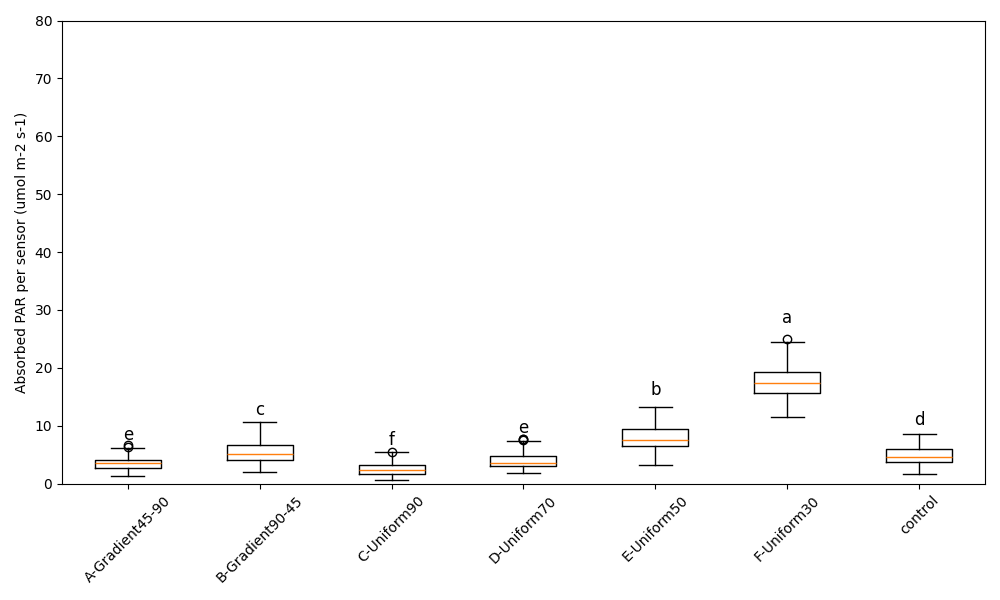 80
70
60
50
40
30
20
10
0
Absorbed PAR per sensor (umol m-2 s-1)
e
c
f
e
b
a
d
A-Gradient45-90
B-Gradient90-45
C-Uniform90
D-Uniform70
E-Uniform50
F-Uniform30
control